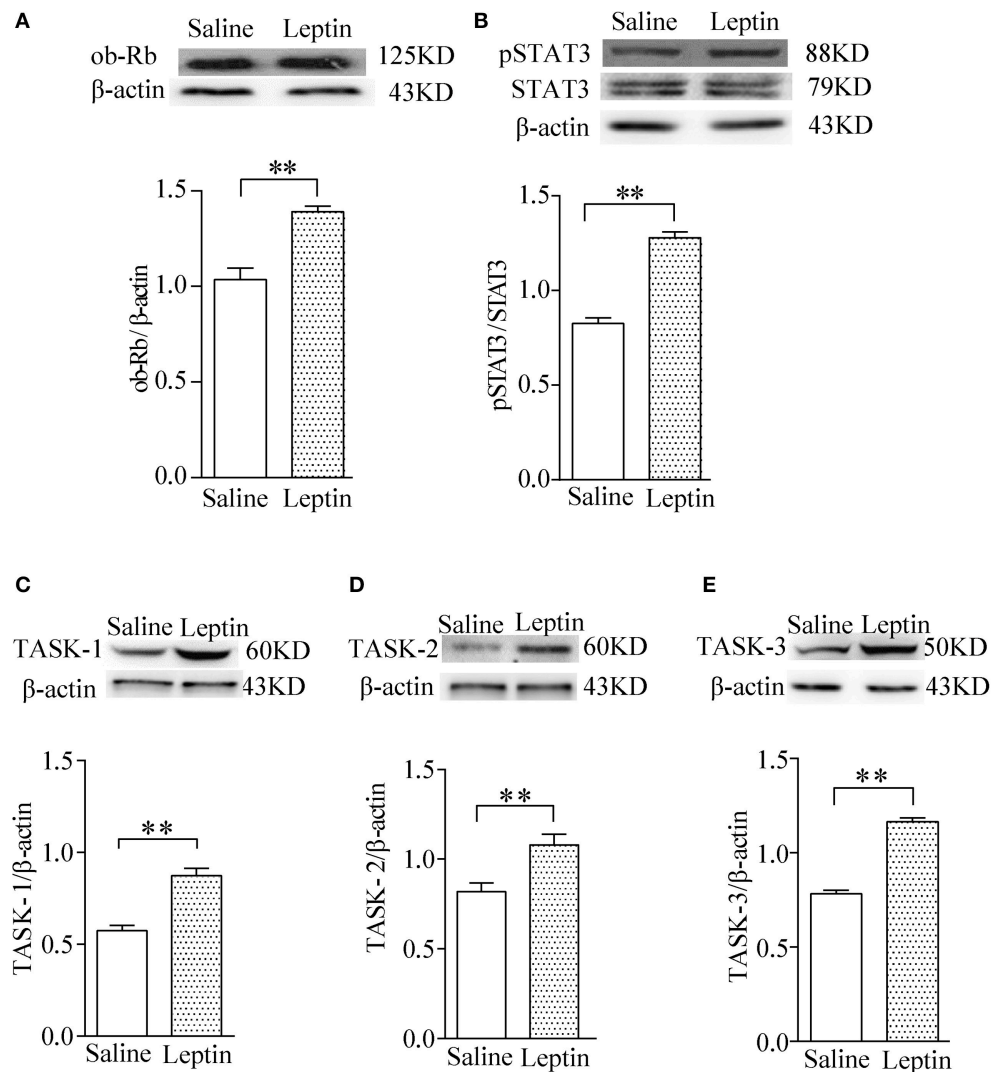 A
Saline Leptin
ob-Rb 125KD
β-actin 43KD
**
1.5
1.0
0.5
0.0
ob-Rb/β-actin
Saline Leptin
B
Saline Leptin
pSTAT3 88KD
STAT3 79KD
β-actin 43KD
**
1.5
1.0
0.5
0.0
pSTAT3/STAT3
Saline Leptin
C
Saline Leptin
TASK-1 60KD
β-actin 43KD
**
1.5
1.0
0.5
0.0
TASK-1/β-actin
Saline Leptin
D
Saline Leptin
TASK-2 60KD
β-actin 43KD
**
1.5
1.0
0.5
0.0
TASK-2/β-actin
Saline Leptin
E
Saline Leptin
TASK-3 50KD
β-actin 43KD
**
1.5
1.0
0.5
0.0
TASK-3/β-actin
Saline Leptin